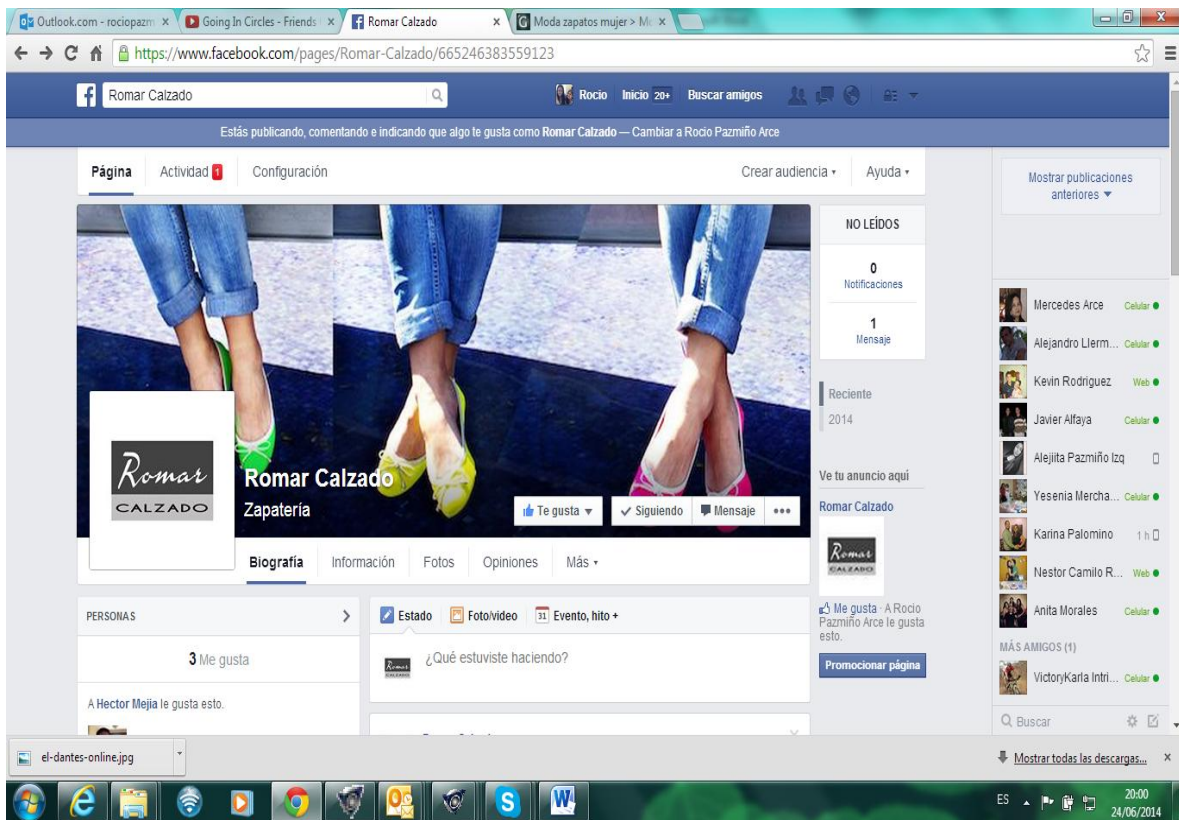 Outlook.com - rociopazm
Going In Circles - Friends
Romar Calzado
Moda zapatos mujer > Mo
https://www.facebook.com/pages/Romar-Calzado/665246383559123
Romar Calzado
Rocio Inicio 20+ Buscar amigos
Estás publicando, comentando e indicando que algo te gusta como Romar Calzado — Cambiar a Rocio Pazmiño Arce
Página Actividad 1 Configuración Crear audiencia Ayuda
Romar
CALZADO
Romar Calzado
Zapatería
Te gusta Siguiendo Mensaje
Biografía Información Fotos Opiniones Más
PERSONAS
3 Me gusta
A Hector Mejia le gusta esto.
Estado Foto/video 31 Evento, hito +
Romar
CALZADO
¿Qué estuviste haciendo?
NO LEÍDOS
0
Notificaciones
1
Mensaje
Reciente
2014
Ve tu anuncio aquí
Romar Calzado
Romar
CALZADO
Me gusta · A Rocio
Pazmiño Arce le gusta
esto.
Promocionar página
Mostrar publicaciones
anteriores
Mercedes Arce Celular
Alejandro Llerm... Celular
Kevin Rodriguez Web
Javier Alfaya Celular
Alejiita Pazmiño Izq
Yesenia Mercha... Celular
Karina Palomino 1 h
Nestor Camilo R... Web
Anita Morales Celular
MÁS AMIGOS (1)
VictoryKarla Intri... Celular
Buscar
el-dantes-online.jpg
Mostrar todas las descargas...
ES
20:00
24/06/2014